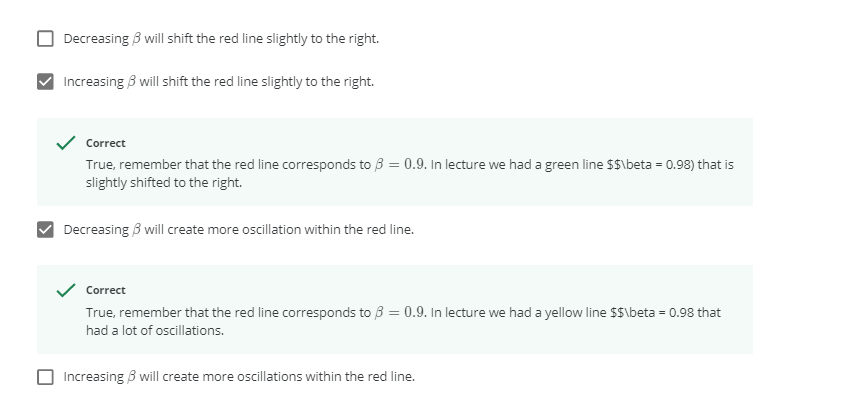 Decreasing β will shift the red line slightly to the right.
Increasing β will shift the red line slightly to the right.
Correct
True, remember that the red line corresponds to β = 0.9. In lecture we had a green line $$\beta = 0.98) that is
slightly shifted to the right.
Decreasing β will create more oscillation within the red line.
Correct
True, remember that the red line corresponds to β = 0.9. In lecture we had a yellow line $$\beta = 0.98 that
had a lot of oscillations.
Increasing β will create more oscillations within the red line.